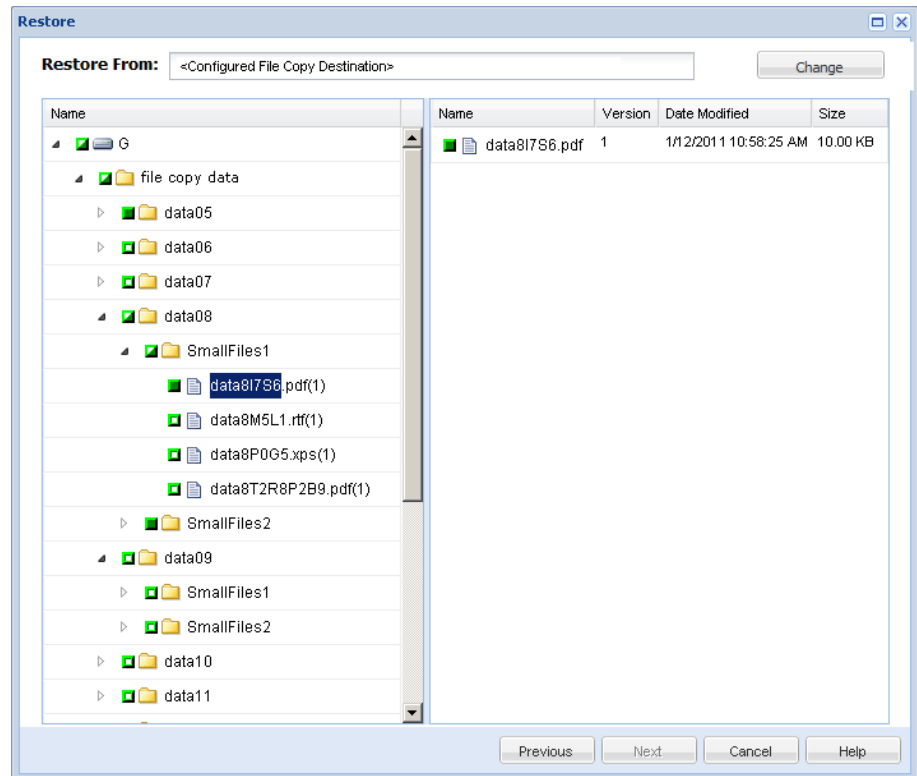 Restore
Restore From: <Configured File Copy Destination> Change
Name
G
file copy data
data05
data06
data07
data08
SmallFiles1
data8I7S6.pdf(1)
data8M5L1.rtf(1)
data8P0G5.xps(1)
data8T2R8P2B9.pdf(1)
SmallFiles2
data09
SmallFiles1
SmallFiles2
data10
data11
Name Version Date Modified Size
data8I7S6.pdf 1 1/12/2011 10:58:25 AM 10.00 KB
Previous Next Cancel Help